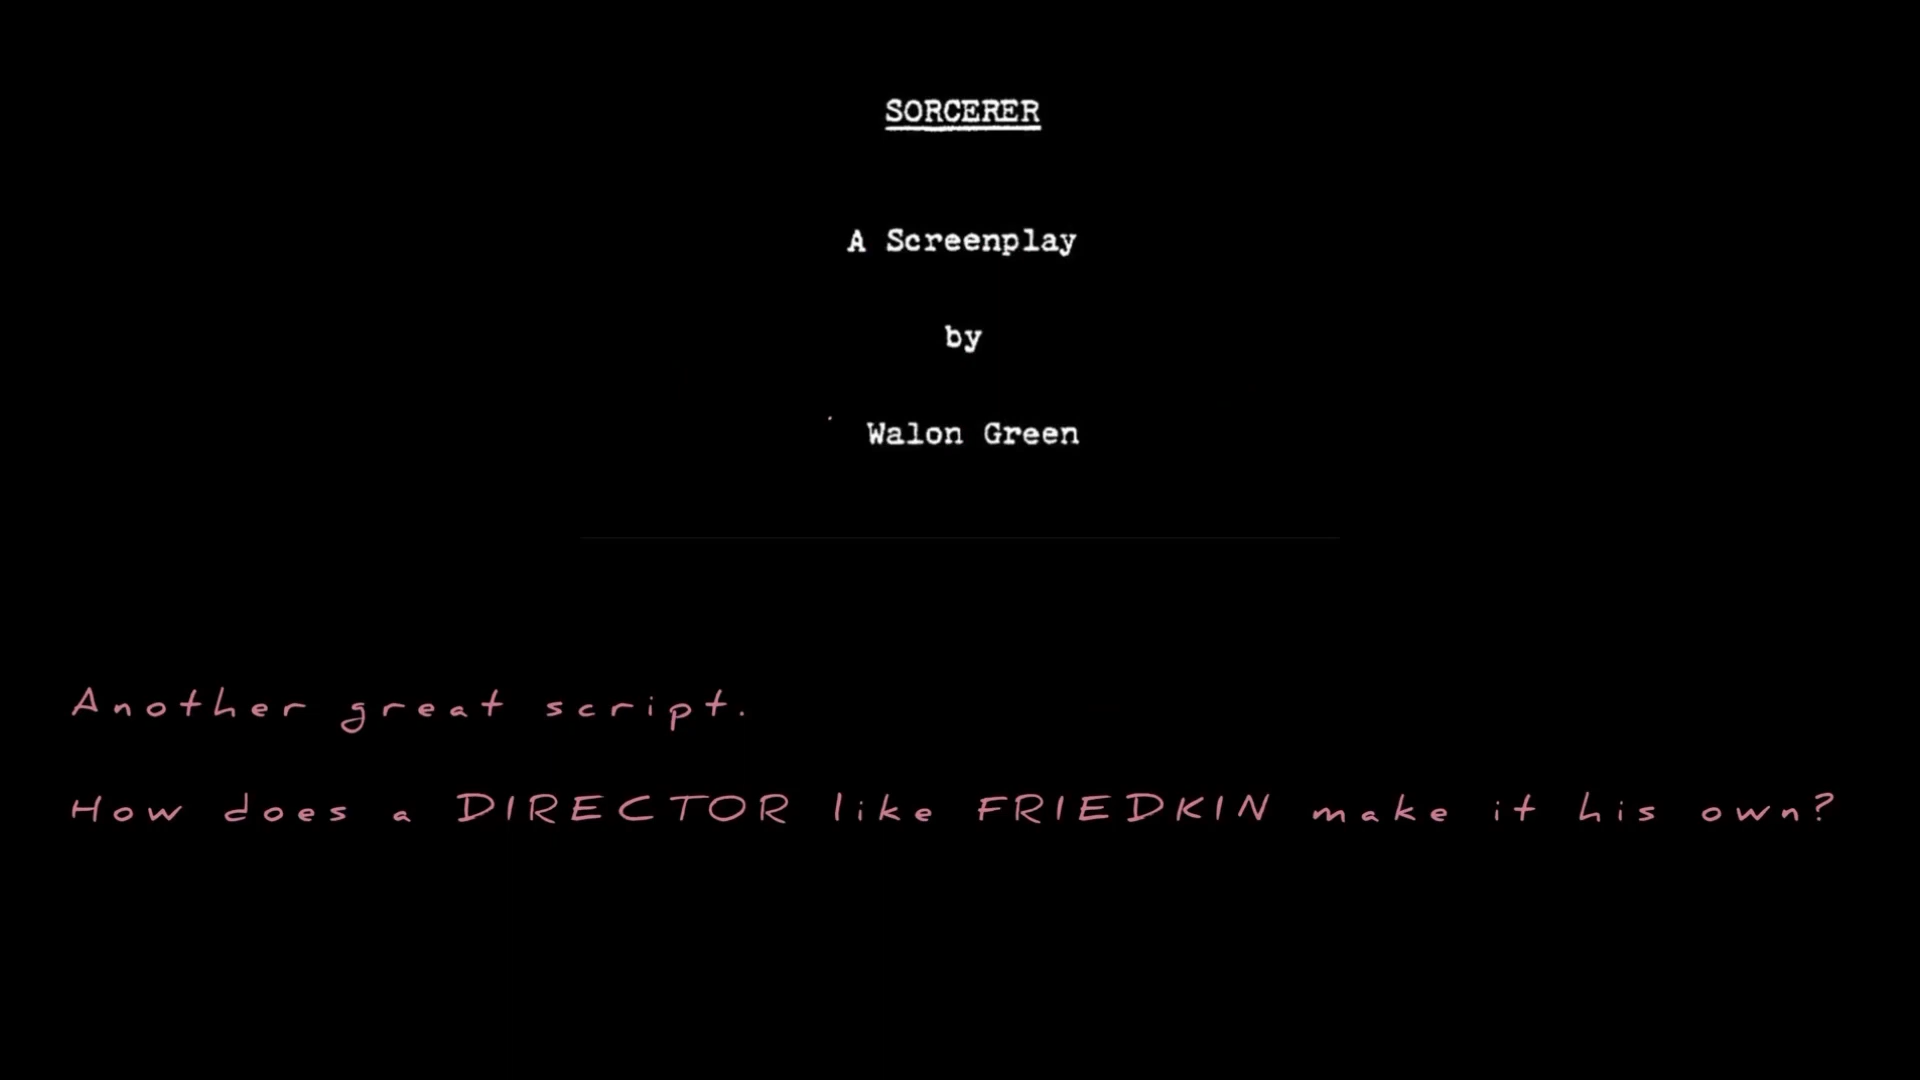 SORCERER
A Screenplay
by
Walon Green
Another great script.
How does a DIRECTOR like FRIEDKIN make it his own?